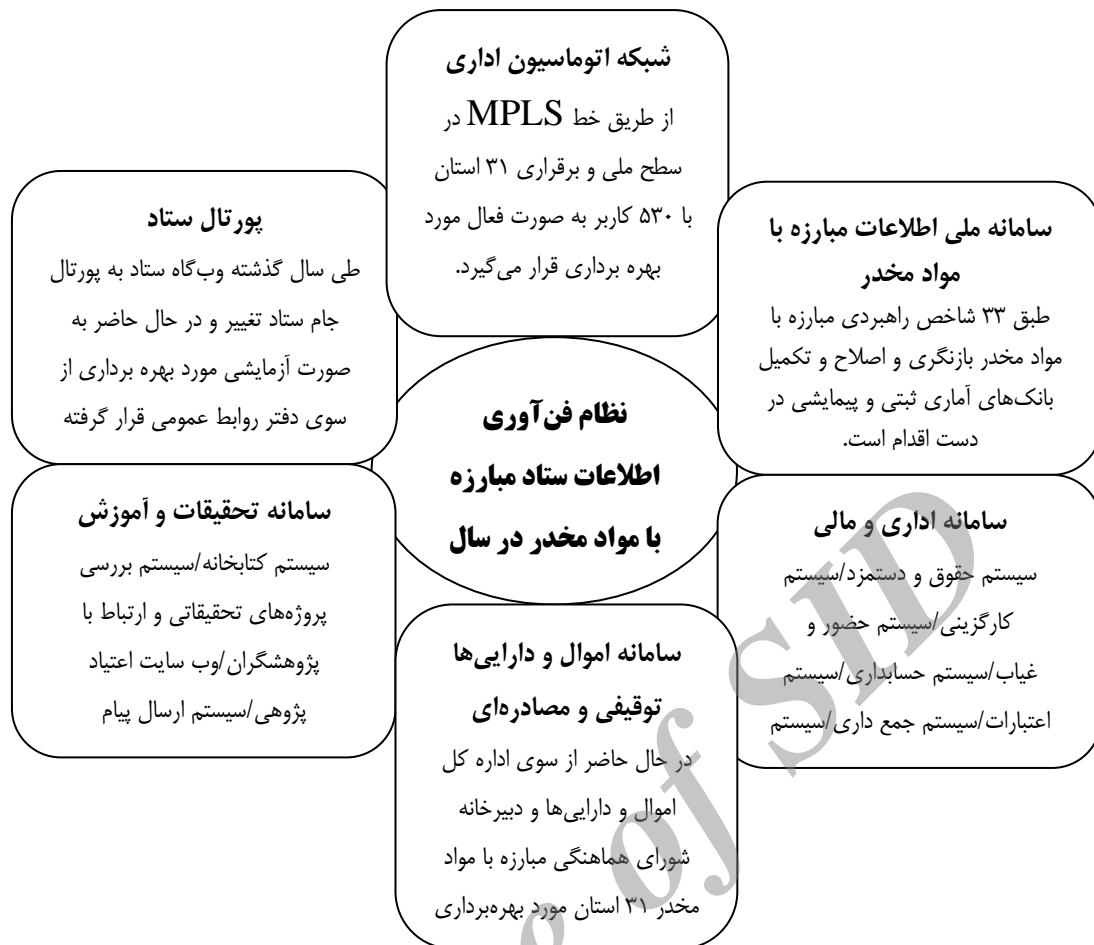 شبکه اتوماسیون اداری
از طریق خط MPLS در
سطح ملی و برقراری ۳۱ استان
با ۵۳۰ کاربر به صورت فعال مورد
بهره برداری قرار می‌گیرد.
سامانه ملی اطلاعات مبارزه با
مواد مخدر
طبق ۳۳ شاخص راهبردی مبارزه با
مواد مخدر بازنگری و اصلاح و تکمیل
بانک‌های آماری ثبتی و پیمایشی در
دست اقدام است.
پورتال ستاد
طی سال گذشته وب‌گاه ستاد به پورتال
جام ستاد تغییر و در حال حاضر به
صورت آزمایشی مورد بهره برداری از
سوی دفتر روابط عمومی قرار گرفته
نظام فن‌آوری
اطلاعات ستاد مبارزه
با مواد مخدر در سال
سامانه اداری و مالی
سیستم حقوق و دستمزد/سیستم
کارگزینی/سیستم حضور و
غیاب/سیستم حسابداری/سیستم
اعتبارات/سیستم جمع داری/سیستم
سامانه تحقیقات و آموزش
سیستم کتابخانه/سیستم بررسی
پروژه‌های تحقیقاتی و ارتباط با
پژوهشگران/وب سایت اعتیاد
پژوهی/سیستم ارسال پیام
سامانه اموال و دارایی‌ها
توقیفی و مصادره‌ای
در حال حاضر از سوی اداره کل
اموال و دارایی‌ها و دبیرخانه
شورای هماهنگی مبارزه با مواد
مخدر ۳۱ استان مورد بهره‌برداری
of SID